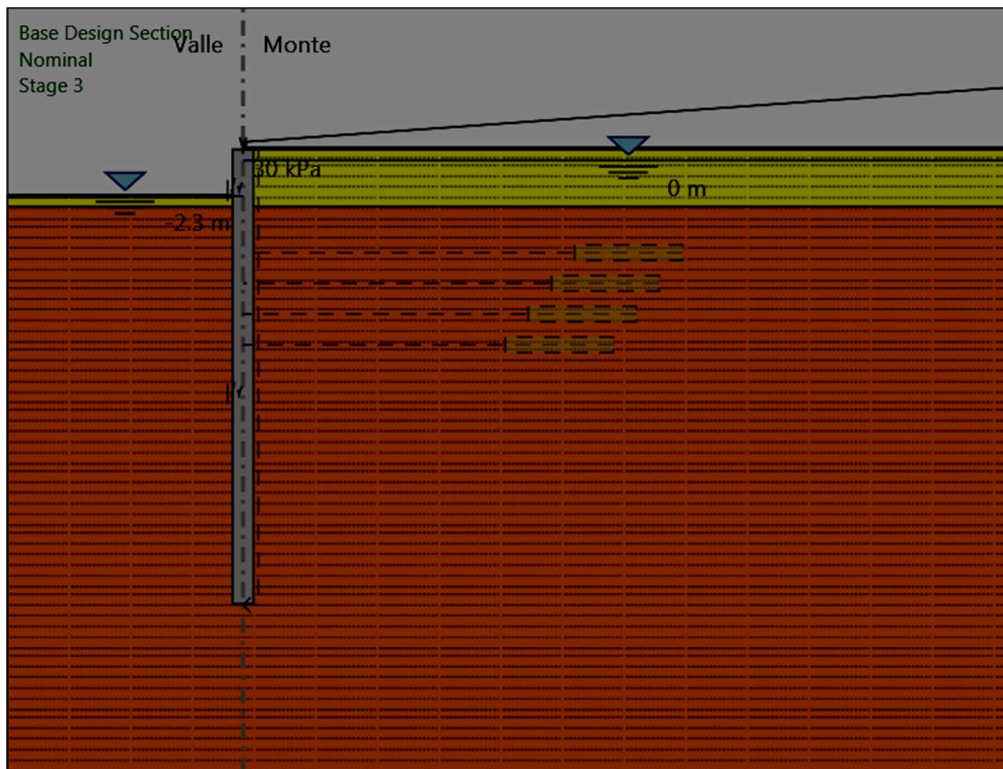 Base Design Section
Nominal
Stage 3
Valle
Monte
30 kPa
0 m
-2.3 m